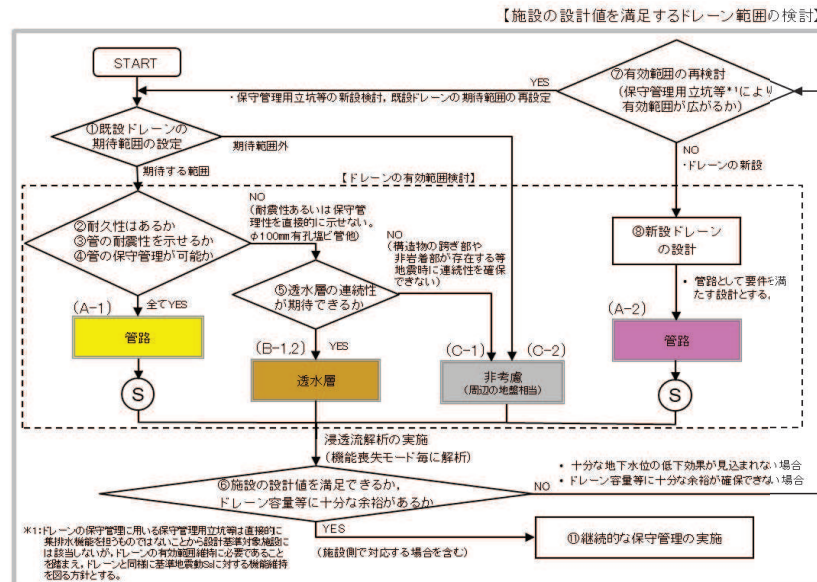 【施設の設計値を満足するドレーン範囲の検討】
START
YES
・保守管理用立坑等の新設検討，既設ドレーンの期待範囲の再設定
⑦有効範囲の再検討
(保守管理用立坑等*1により
有効範囲が広がるか)
①既設ドレーンの
期待範囲の設定
期待範囲外
期待する範囲
NO
・ドレーンの新設
【ドレーンの有効範囲検討】
②耐久性はあるか
③管の耐震性を示せるか
④管の保守管理が可能か
NO
(耐震性あるいは保守管
理性を直接的に示せない。
φ100mm有孔塩ビ管他)
NO
(構造物の跨ぎ部や
非岩着部が存在する等
地震時に連続性を確保
できない)
⑤透水層の連続性
が期待できるか
⑧新設ドレーン
の設計
・ 管路として要件を満
たす設計とする。
(A-1)
全てYES
管路
S
(B-1,2)
YES
透水層
(C-1)
(C-2)
非考慮
(周辺の地盤相当)
(A-2)
管路
S
浸透流解析の実施
(機能喪失モード毎に解析)
⑥施設の設計値を満足できるか，
ドレーン容量等に十分な余裕があるか
NO
・ 十分な地下水位の低下効果が見込まれない場合
・ ドレーン容量等に十分な余裕が確保できない場合
YES
(施設側で対応する場合を含む)
⑪継続的な保守管理の実施
※1:ドレーンの保守管理に用いる保守管理用立坑等は直接的に
集排水機能を担うものではないことから設計基準対象施設に
は該当しないが，ドレーンの有効範囲維持に必要であること
を踏まえ，ドレーンと同様に基準地震動Ssに対する機能維持
を図る方針とする。